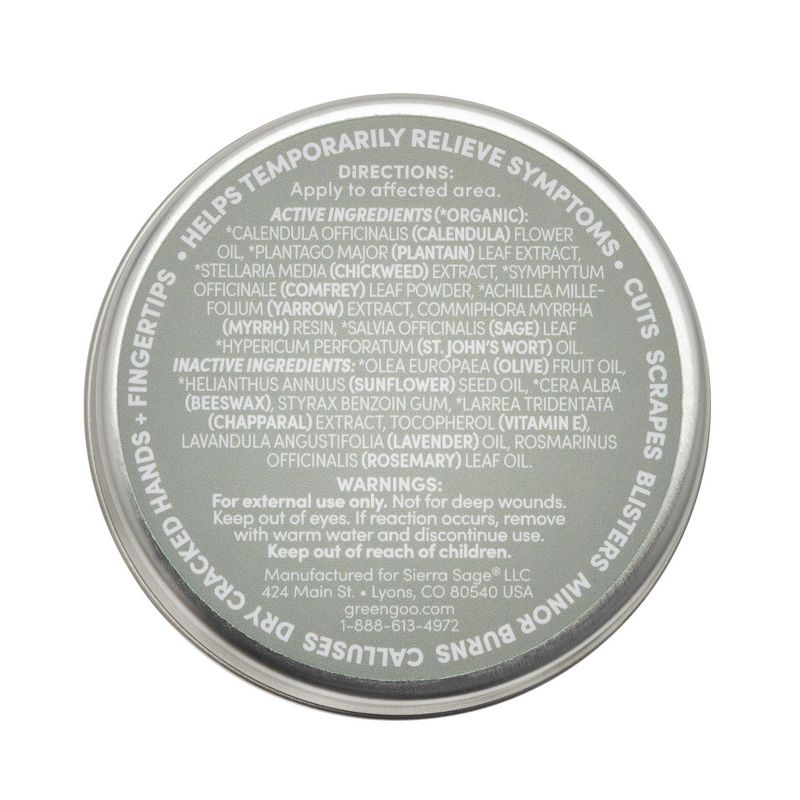 • HELPS TEMPORARILY RELIEVE SYMPTOMS • CUTS SCRAPES BLISTERS MINOR BURNS CALLUSES DRY CRACKED HANDS + FINGERTIPS
DIRECTIONS:
Apply to affected area.
ACTIVE INGREDIENTS (*ORGANIC):
*CALENDULA OFFICINALIS (CALENDULA) FLOWER
OIL, *PLANTAGO MAJOR (PLANTAIN) LEAF EXTRACT,
*STELLARIA MEDIA (CHICKWEED) EXTRACT, *SYMPHYTUM
OFFICINALE (COMFREY) LEAF POWDER, *ACHILLEA MILLE-
FOLIUM (YARROW) EXTRACT, COMMIPHORA MYRRHA
(MYRRH) RESIN, *SALVIA OFFICINALIS (SAGE) LEAF
*HYPERICUM PERFORATUM (ST. JOHN'S WORT) OIL.
INACTIVE INGREDIENTS: *OLEA EUROPAEA (OLIVE) FRUIT OIL,
*HELIANTHUS ANNUUS (SUNFLOWER) SEED OIL, *CERA ALBA
(BEESWAX), STYRAX BENZOIN GUM, *LARREA TRIDENTATA
(CHAPPARAL) EXTRACT, TOCOPHEROL (VITAMIN E),
LAVANDULA ANGUSTIFOLIA (LAVENDER) OIL, ROSMARINUS
OFFICINALIS (ROSEMARY) LEAF OIL.
WARNINGS:
For external use only. Not for deep wounds.
Keep out of eyes. If reaction occurs, remove
with warm water and discontinue use.
Keep out of reach of children.
Manufactured for Sierra Sage® LLC
424 Main St. • Lyons, CO 80540 USA
greengoo.com
1-888-613-4972